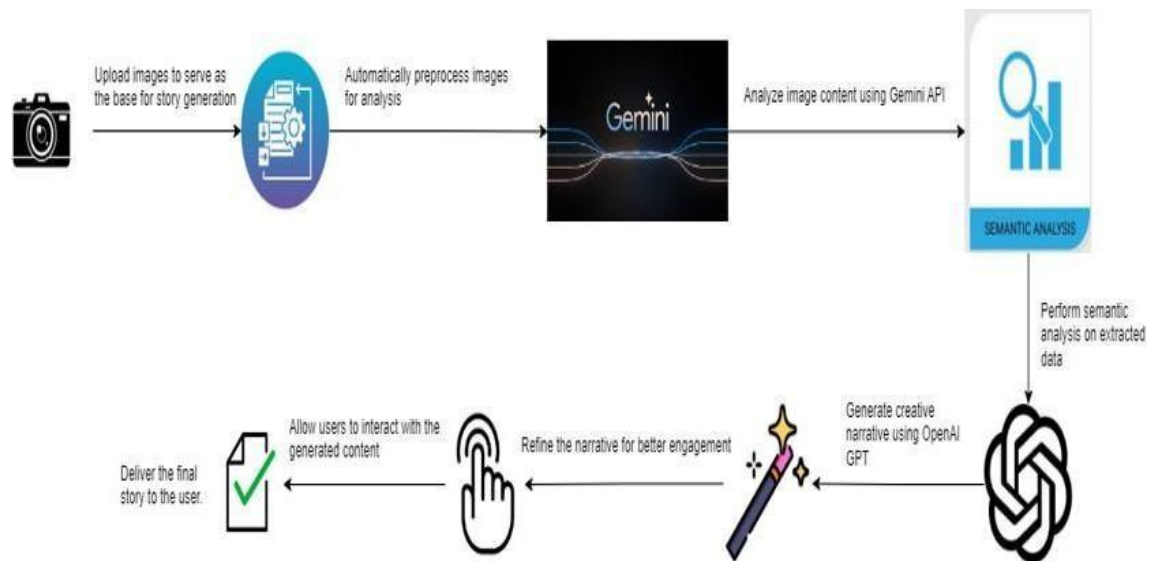 Upload images to serve as
the base for story generation
Automatically preprocess images
for analysis
Gemini
Analyze image content using Gemini API
SEMANTIC ANALYSIS
Perform semantic
analysis on extracted
data
Generate creative
narrative using OpenAI
GPT
Refine the narrative for better engagement
Allow users to interact with the
generated content
Deliver the final
story to the user.